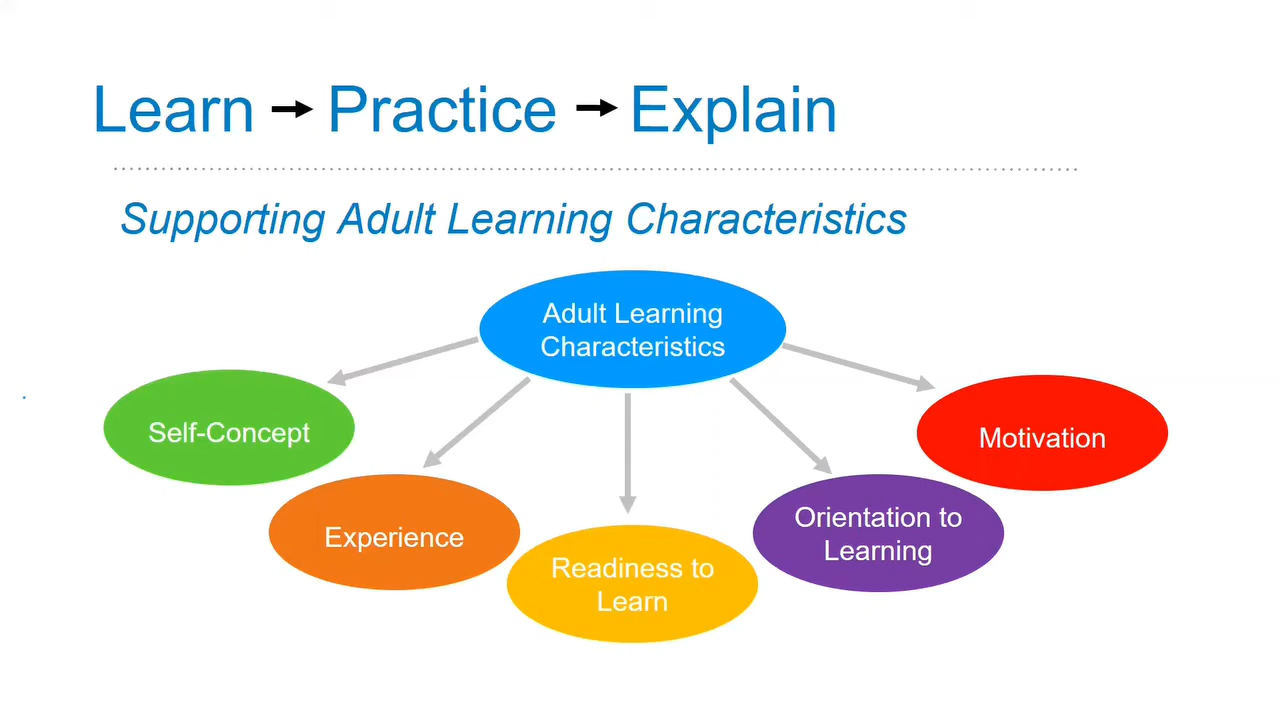 Learn → Practice → Explain
Supporting Adult Learning Characteristics
Adult Learning
Characteristics
Self-Concept
Experience
Readiness to
Learn
Orientation to
Learning
Motivation